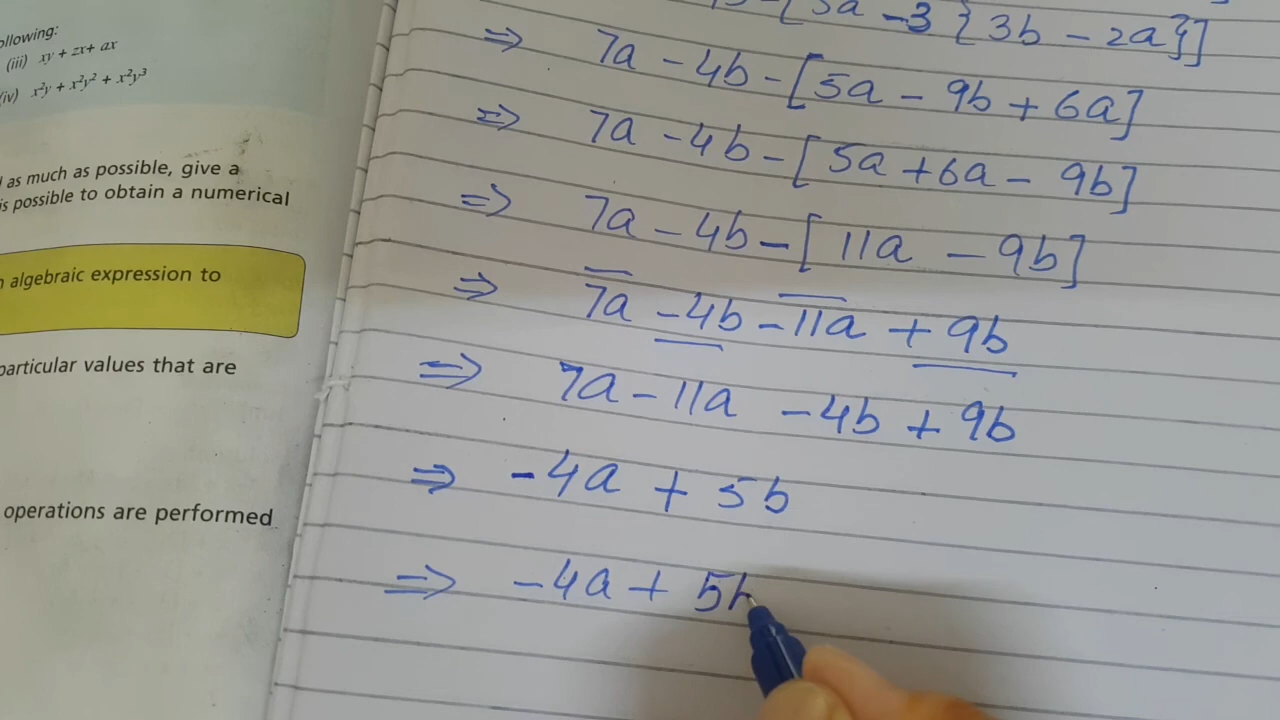 ollowing:
(iii) xy + zx+ ax
(iv) x²y + x²y² + x²y³
as much as possible, give a
is possible to obtain a numerical
algebraic expression to
particular values that are
operations are performed
[5a - 3 {3b - 2a}]
⇒ 7a - 4b - [5a - 9b + 6a]
⇒ 7a - 4b - [5a + 6a - 9b]
⇒ 7a - 4b - [11a - 9b]
⇒ 7a - 4b - 11a + 9b
⇒ 7a - 11a - 4b + 9b
⇒ -4a + 5b
⇒ -4a + 5b